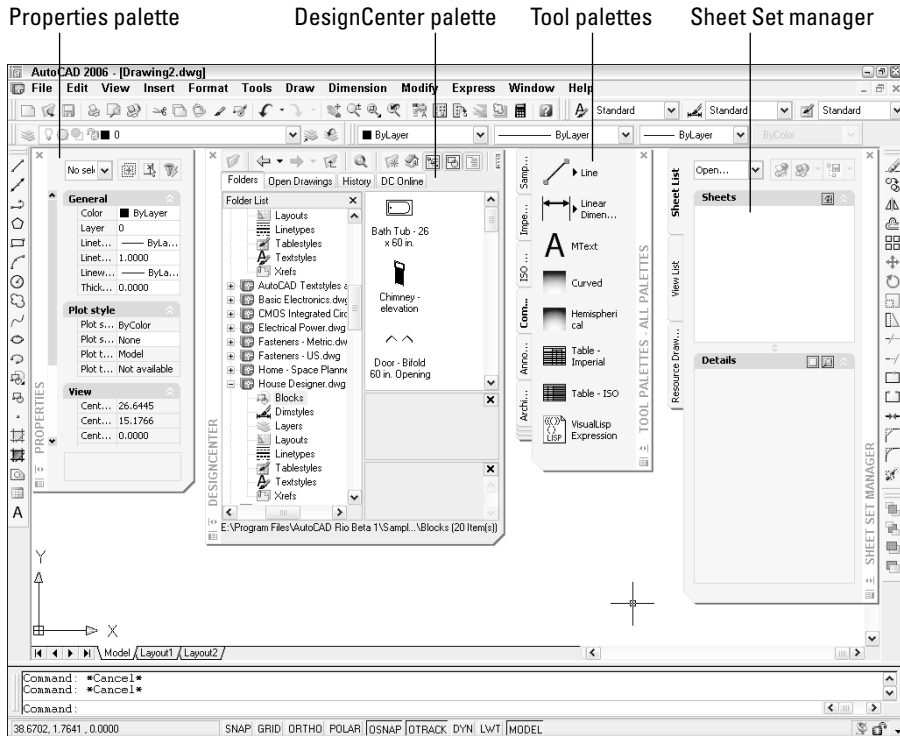 Properties palette
DesignCenter palette
Tool palettes
Sheet Set manager
AutoCAD 2006 - [Drawing2.dwg]
File Edit View Insert Format Tools Draw Dimension Modify Express Window Help
Standard
Standard
Standard
0
ByLayer
ByLayer
ByLayer
ByColor
No sel
General
Color ByLayer
Layer 0
Linet... ByLa...
Linet... 1.0000
Linew... ByLa...
Thick... 0.0000
Plot style
Plot s... ByColor
Plot s... None
Plot t... Model
Plot t... Not available
View
Cent... 26.6445
Cent... 15.1766
Cent... 0.0000
PROPERTIES
Folders Open Drawings History DC Online
Folder List
Layouts
Linetypes
Tablestyles
Textstyles
Xrefs
AutoCAD Textstyles a
Basic Electronics.dwg
CMOS Integrated Circ
Electrical Power.dwg
Fasteners - Metric.dwg
Fasteners - US.dwg
Home - Space Planne
House Designer.dwg
Blocks
Dimstyles
Layers
Layouts
Linetypes
Tablestyles
Textstyles
Xrefs
Bath Tub - 26
x 60 in.
Chimney -
elevation
Door - Bifold
60 in. Opening
E:\Program Files\AutoCAD Rio Beta 1\Sampl...\Blocks (20 Item(s))
DESIGNCENTER
Samp...
Impe...
ISO ...
Com...
Anno...
Archi...
Line
Linear
Dimen...
A MText
Curved
Hemispheri
cal
Table -
Imperial
Table - ISO
LISP
VisualLisp
Expression
TOOL PALETTES - ALL PALETTES
Open...
Sheet List
View List
Resource Draw...
Sheets
Details
SHEET SET MANAGER
A
Y
X
Model Layout1 Layout2
Command: *Cancel*
Command: *Cancel*
Command:
38.6702, 1.7641 , 0.0000
SNAP GRID ORTHO POLAR OSNAP OTRACK DYN LWT MODEL